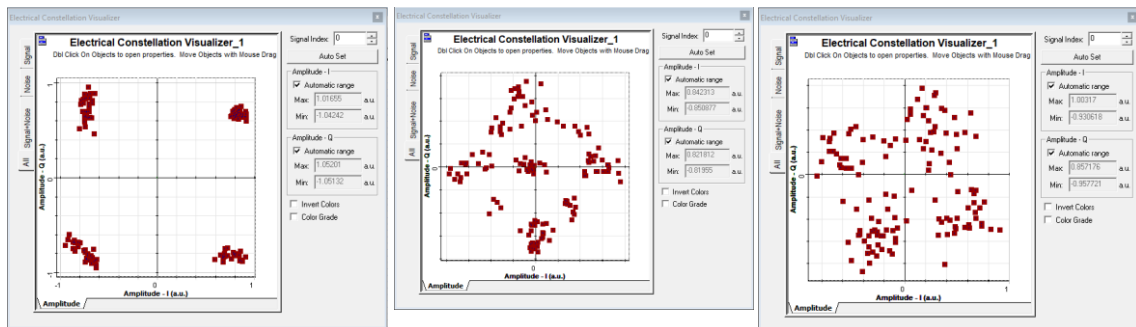 Electrical Constellation Visualizer
x
Signal Index: 0
Electrical Constellation Visualizer_1
Dbl Click On Objects to open properties. Move Objects with Mouse Drag
Auto Set
Signal
Noise
Signal+Noise
All
Amplitude - I
Automatic range
Max: 1.01655 a.u.
Min: -1.04242 a.u.
Amplitude - Q
Automatic range
Max: 1.05201 a.u.
Min: -1.05132 a.u.
Invert Colors
Color Grade
Amplitude - Q (a.u.)
1
0
-1
-1 0 1
Amplitude - I (a.u.)
Amplitude
Electrical Constellation Visualizer
x
Signal Index: 0
Electrical Constellation Visualizer_1
Dbl Click On Objects to open properties. Move Objects with Mouse Drag
Auto Set
Signal
Noise
Signal+Noise
All
Amplitude - I
Automatic range
Max: 0.842313 a.u.
Min: -0.850877 a.u.
Amplitude - Q
Automatic range
Max: 0.821812 a.u.
Min: -0.81955 a.u.
Invert Colors
Color Grade
Amplitude - Q (a.u.)
0
0
Amplitude - I (a.u.)
Amplitude
Electrical Constellation Visualizer
x
Signal Index: 0
Electrical Constellation Visualizer_1
Dbl Click On Objects to open properties. Move Objects with Mouse Drag
Auto Set
Signal
Noise
Signal+Noise
All
Amplitude - I
Automatic range
Max: 1.00317 a.u.
Min: -0.930618 a.u.
Amplitude - Q
Automatic range
Max: 0.857176 a.u.
Min: -0.957721 a.u.
Invert Colors
Color Grade
Amplitude - Q (a.u.)
0
0 1
Amplitude - I (a.u.)
Amplitude